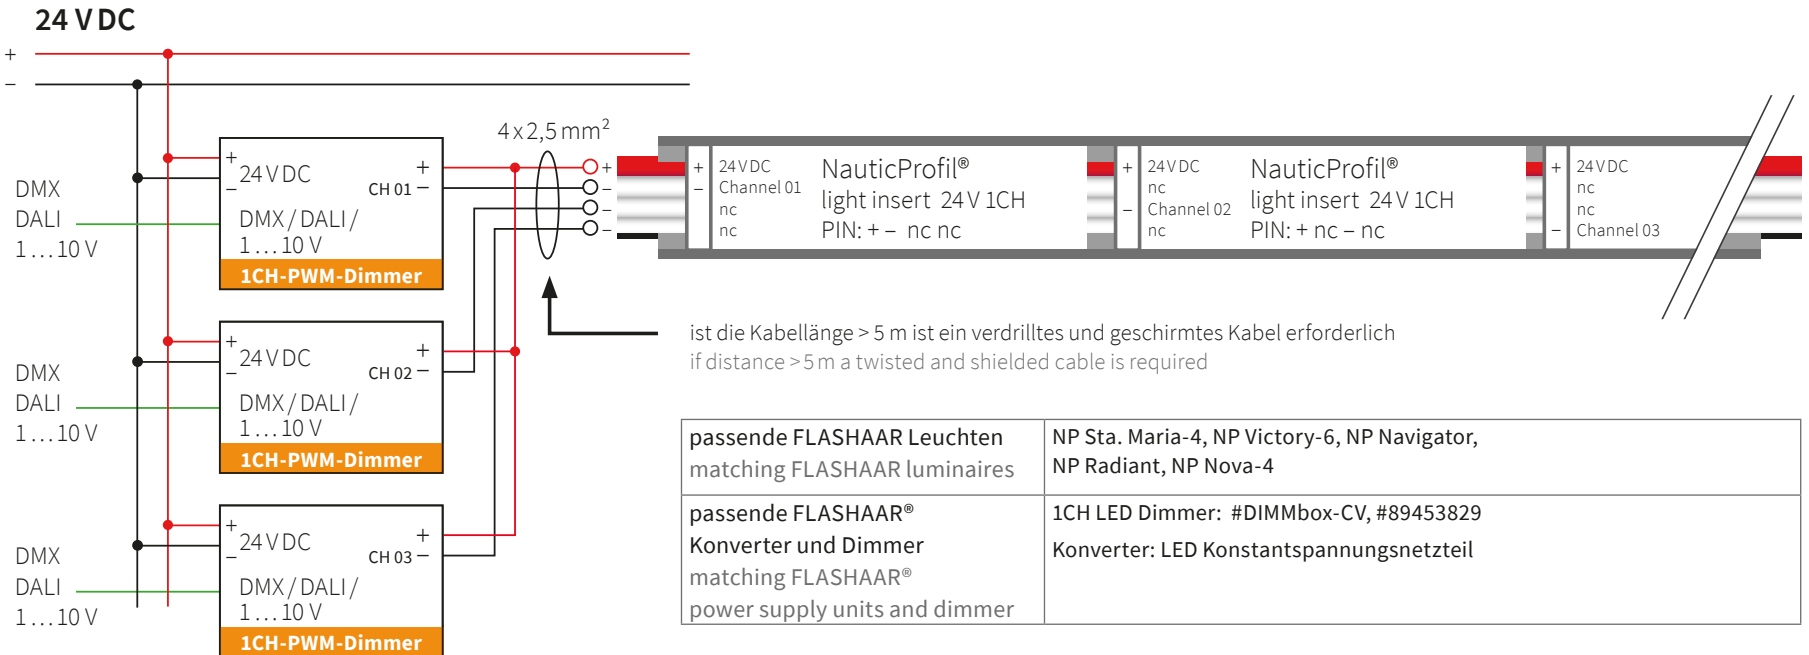 24 V DC
+
–
4 x 2,5 mm²
DMX
DALI
1 … 10 V
+
24 V DC
–
+
CH 01 –
DMX / DALI /
1 … 10 V
1CH-PWM-Dimmer
+
–
–
–
+
–
24 V DC
Channel 01
nc
nc
NauticProfil®
light insert 24 V 1CH
PIN: + – nc nc
+
–
24 V DC
nc
Channel 02
nc
NauticProfil®
light insert 24 V 1CH
PIN: + nc – nc
+
–
24 V DC
nc
nc
Channel 03
DMX
DALI
1 … 10 V
+
24 V DC
–
+
CH 02 –
DMX / DALI /
1 … 10 V
1CH-PWM-Dimmer
ist die Kabellänge > 5 m ist ein verdrilltes und geschirmtes Kabel erforderlich
if distance > 5 m a twisted and shielded cable is required
DMX
DALI
1 … 10 V
+
24 V DC
–
+
CH 03 –
DMX / DALI /
1 … 10 V
1CH-PWM-Dimmer
passende FLASHAAR Leuchten
matching FLASHAAR luminaires
NP Sta. Maria-4, NP Victory-6, NP Navigator,
NP Radiant, NP Nova-4
passende FLASHAAR®
Konverter und Dimmer
matching FLASHAAR®
power supply units and dimmer
1CH LED Dimmer: #DIMMbox-CV, #89453829
Konverter: LED Konstantspannungsnetzteil